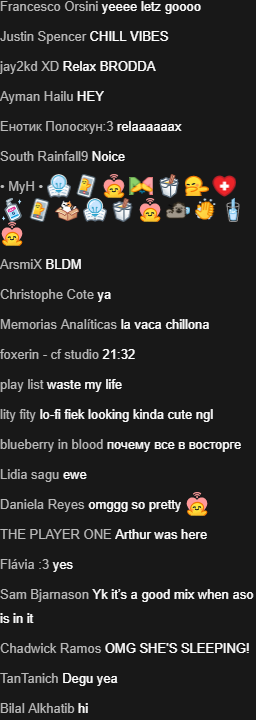 Francesco Orsini yeeee letz goooo
Justin Spencer CHILL VIBES
jay2kd XD Relax BRODDA
Ayman Hailu HEY
Енотик Полоскун:3 relaaaaaax
South Rainfall9 Noice
• MyH •
ArsmiX BLDM
Christophe Cote ya
Memorias Analíticas la vaca chillona
foxerin - cf studio 21:32
play list waste my life
lity fity lo-fi fiek looking kinda cute ngl
blueberry in blood почему все в восторге
Lidia sagu ewe
Daniela Reyes omggg so pretty
THE PLAYER ONE Arthur was here
Flávia :3 yes
Sam Bjarnason Yk it's a good mix when aso
is in it
Chadwick Ramos OMG SHE'S SLEEPING!
TanTanich Degu yea
Bilal Alkhatib hi